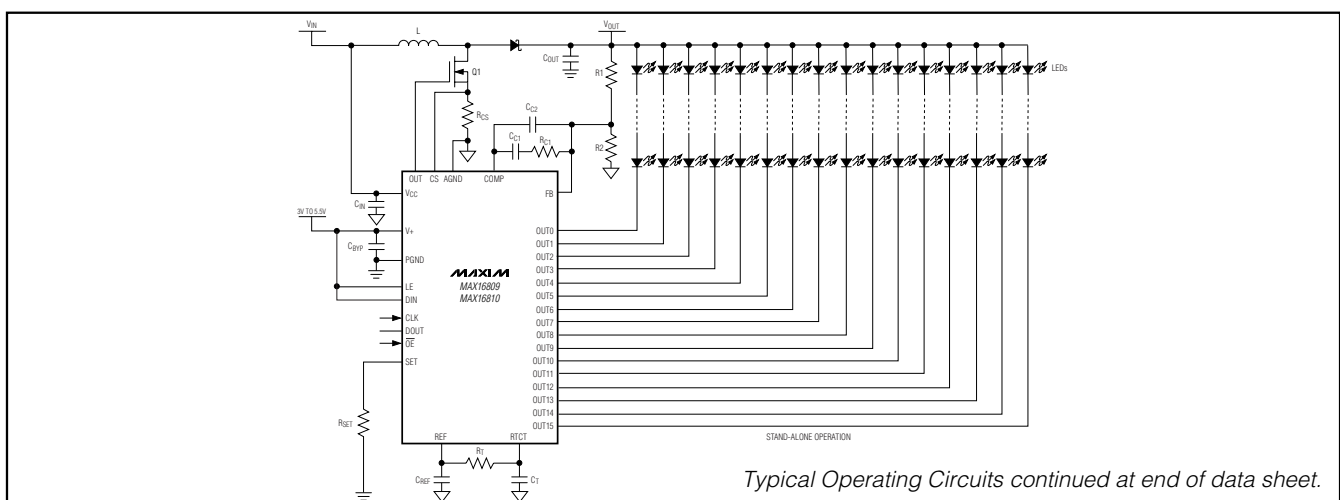 VIN
L
VOUT
COUT
R1
LEDs
Q1
RCS
CC2
CC1
RC1
R2
OUT
CS
AGND
COMP
FB
VCC
CIN
3V TO 5.5V
V+
CBYP
PGND
LE
DIN
CLK
DOUT
OE
SET
RSET
MAXIM
MAX16809
MAX16810
OUT0
OUT1
OUT2
OUT3
OUT4
OUT5
OUT6
OUT7
OUT8
OUT9
OUT10
OUT11
OUT12
OUT13
OUT14
OUT15
REF
RTCT
RT
CREF
CT
STAND-ALONE OPERATION
Typical Operating Circuits continued at end of data sheet.